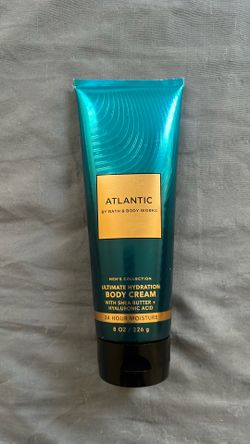 ATLANTIC
BY BATH & BODY WORKS
MEN'S COLLECTION
ULTIMATE HYDRATION
BODY CREAM
WITH SHEA BUTTER +
HYALURONIC ACID
24 HOUR MOISTURE
8 OZ / 226 g